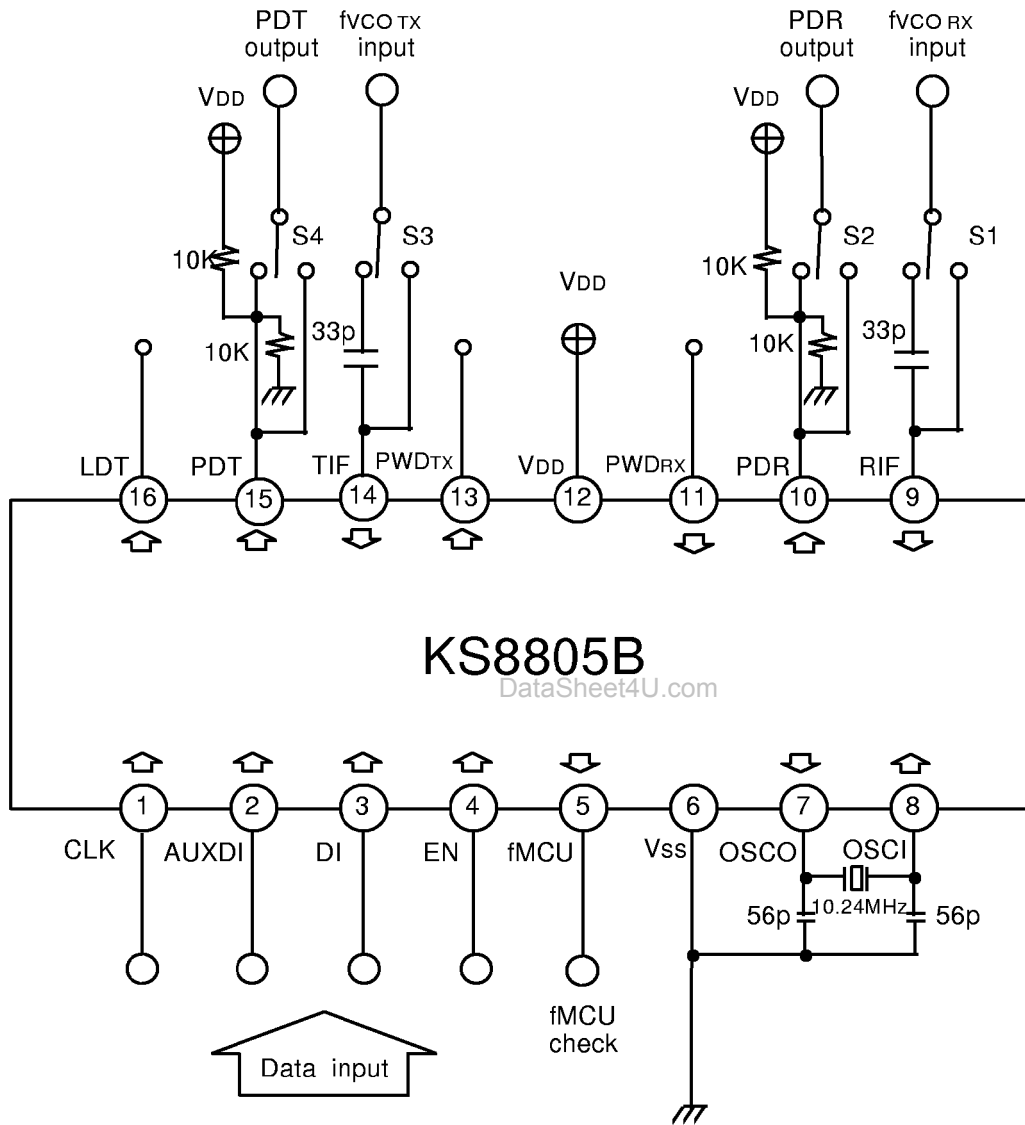 PDT output
fVCO TX input
PDR output
fVCO RX input
VDD
VDD
S4
S3
S2
S1
10K
10K
VDD
10K
33p
10K
33p
LDT
PDT
TIF
PWDTX
VDD
PWDRX
PDR
RIF
16
15
14
13
12
11
10
9
KS8805B
DataSheet4U.com
1
2
3
4
5
6
7
8
CLK
AUXDI
DI
EN
fMCU
VSS
OSCO
OSCI
56p
10.24MHz
56p
fMCU
check
Data input